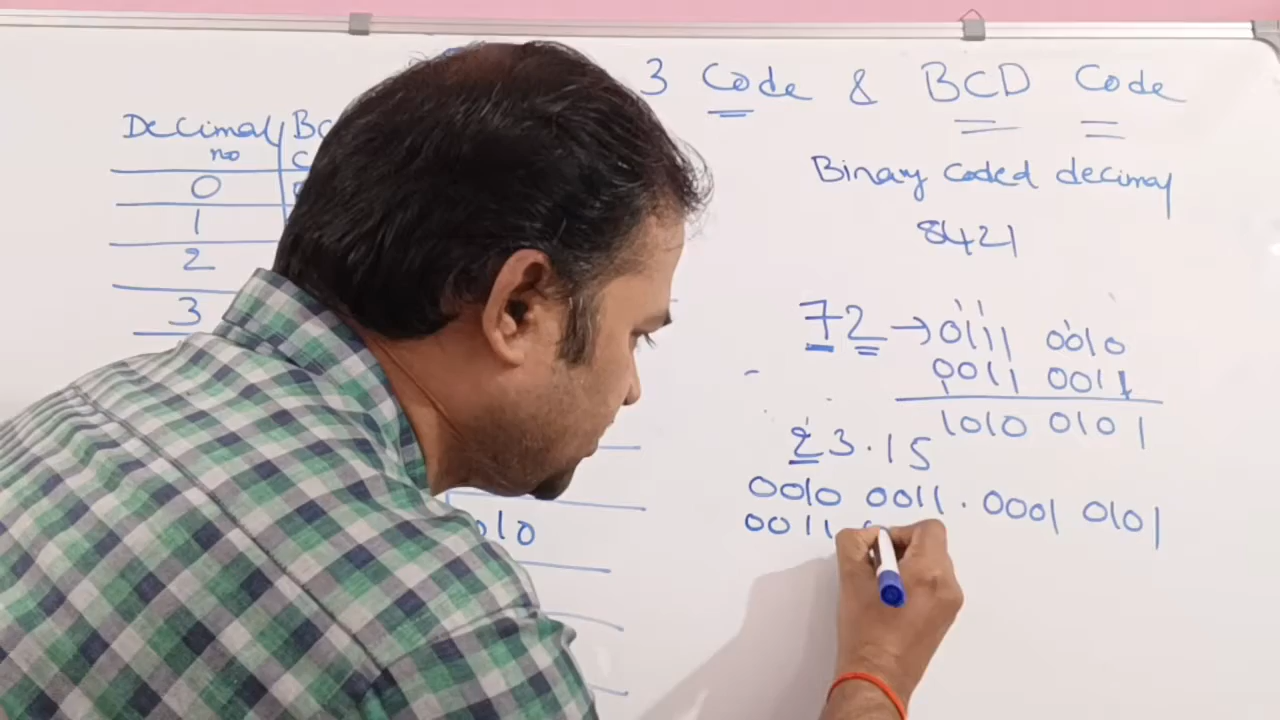 3 Code & BCD Code
Decimal BC
no C
0
1
2
3
010
Binary coded decimal
8421
72 → 0111 0010
0011 0011
1010 0101
23.15
0010 0011 . 0001 0101
0011